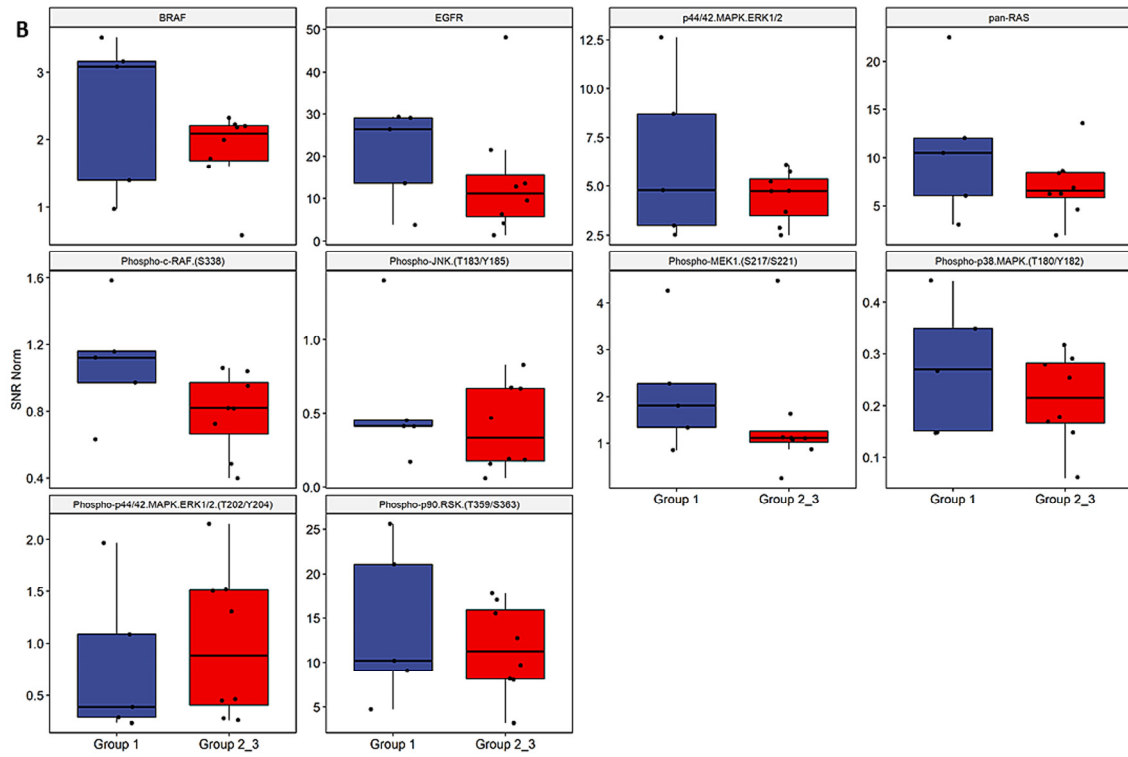 B
BRAF
EGFR
p44/42.MAPK.ERK1/2
pan-RAS
3
2
1
50
40
30
20
10
0
12.5
10.0
7.5
5.0
2.5
20
15
10
5
SNR Norm
Phospho-c-RAF.(S338)
Phospho-JNK.(T183/Y185)
Phospho-MEK1.(S217/S221)
Phospho-p38.MAPK.(T180/Y182)
1.6
1.2
0.8
0.4
1.0
0.5
0.0
4
3
2
1
0.4
0.3
0.2
0.1
Group 1
Group 2_3
Group 1
Group 2_3
Phospho-p44/42.MAPK.ERK1/2.(T202/Y204)
Phospho-p90.RSK.(T359/S363)
2.0
1.5
1.0
0.5
25
20
15
10
5
Group 1
Group 2_3
Group 1
Group 2_3